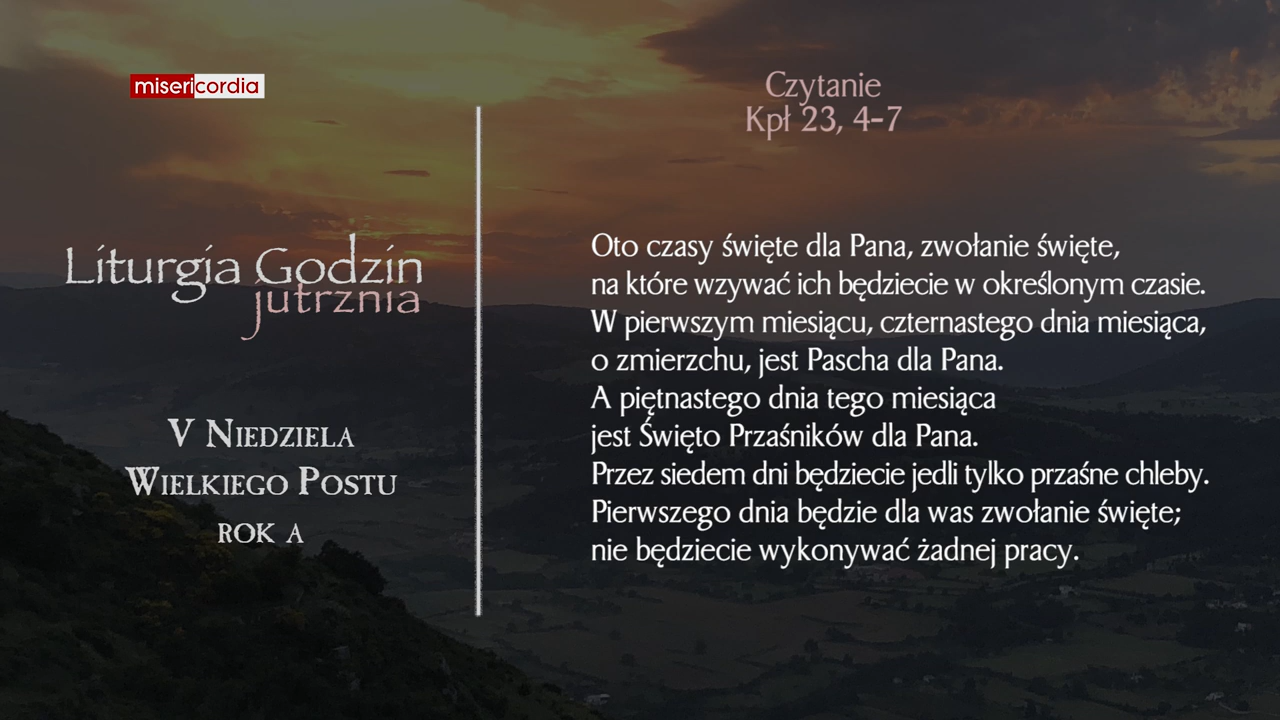 misericordia
Liturgia Godzin
jutrznia
V Niedziela
Wielkiego Postu
rok A
Czytanie
Kpł 23, 4-7
Oto czasy święte dla Pana, zwołanie święte,
na które wzywać ich będziecie w określonym czasie.
W pierwszym miesiącu, czternastego dnia miesiąca,
o zmierzchu, jest Pascha dla Pana.
A piętnastego dnia tego miesiąca
jest Święto Przaśników dla Pana.
Przez siedem dni będziecie jedli tylko przaśne chleby.
Pierwszego dnia będzie dla was zwołanie święte;
nie będziecie wykonywać żadnej pracy.